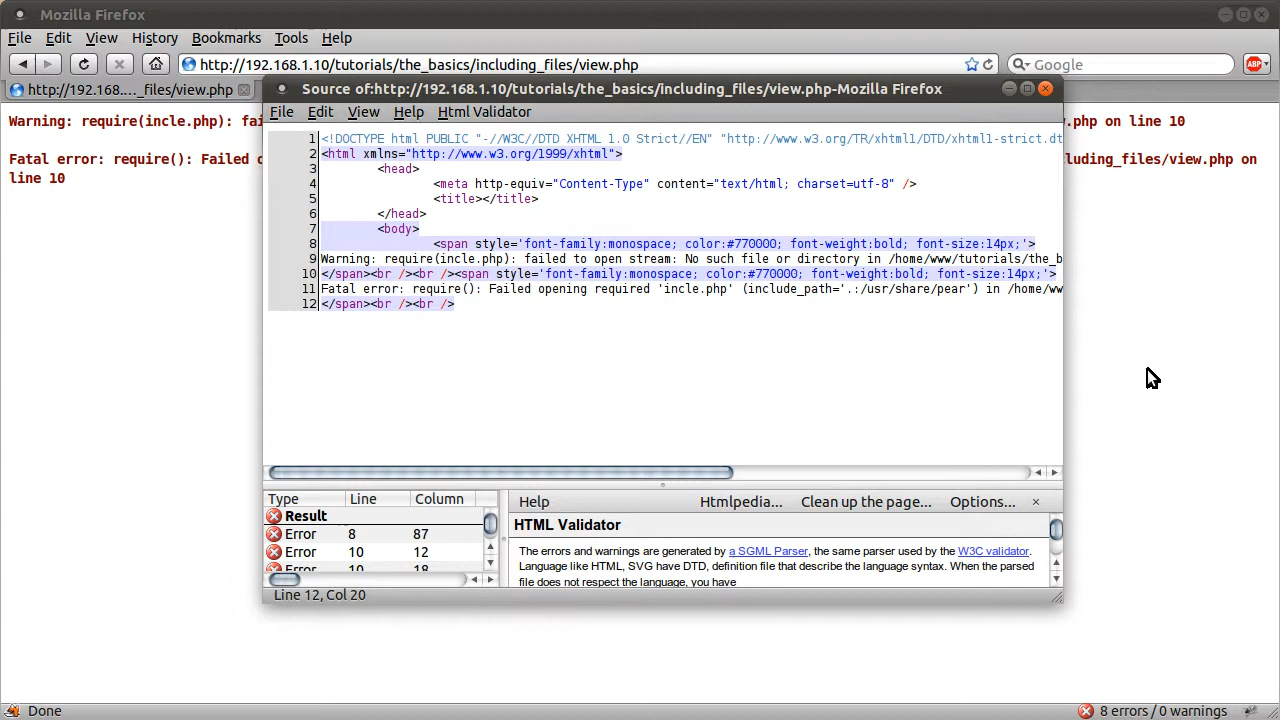 Mozilla Firefox
File Edit View History Bookmarks Tools Help
http://192.168.1.10/tutorials/the_basics/including_files/view.php
Google
ABP
http://192.168...._files/view.php
Warning: require(incle.php): fai
.php on line 10
Fatal error: require(): Failed o
cluding_files/view.php on
line 10
Source of:http://192.168.1.10/tutorials/the_basics/including_files/view.php-Mozilla Firefox
File Edit View Help Html Validator
1 <!DOCTYPE html PUBLIC "-//W3C//DTD XHTML 1.0 Strict//EN" "http://www.w3.org/TR/xhtml1/DTD/xhtml1-strict.dt
2 <html xmlns="http://www.w3.org/1999/xhtml">
3 <head>
4 <meta http-equiv="Content-Type" content="text/html; charset=utf-8" />
5 <title></title>
6 </head>
7 <body>
8 <span style='font-family:monospace; color:#770000; font-weight:bold; font-size:14px;'>
9 Warning: require(incle.php): failed to open stream: No such file or directory in /home/www/tutorials/the_b
10 </span><br /><br /><span style='font-family:monospace; color:#770000; font-weight:bold; font-size:14px;'>
11 Fatal error: require(): Failed opening required 'incle.php' (include_path='.:/usr/share/pear') in /home/ww
12 </span><br /><br />
Type Line Column
Result
Error 8 87
Error 10 12
Error 10 18
Help Htmlpedia... Clean up the page... Options... ×
HTML Validator
The errors and warnings are generated by a SGML Parser, the same parser used by the W3C validator.
Language like HTML, SVG have DTD, definition file that describe the language syntax. When the parsed
file does not respect the language, you have
Line 12, Col 20
Done
8 errors / 0 warnings